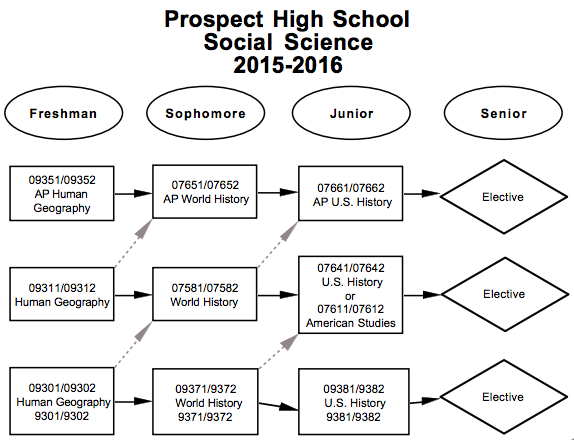 Prospect High School
Social Science
2015-2016
Freshman
Sophomore
Junior
Senior
09351/09352
AP Human
Geography
07651/07652
AP World History
07661/07662
AP U.S. History
Elective
09311/09312
Human Geography
07581/07582
World History
07641/07642
U.S. History
or
07611/07612
American Studies
Elective
09301/09302
Human Geography
9301/9302
09371/9372
World History
9371/9372
09381/9382
U.S. History
9381/9382
Elective